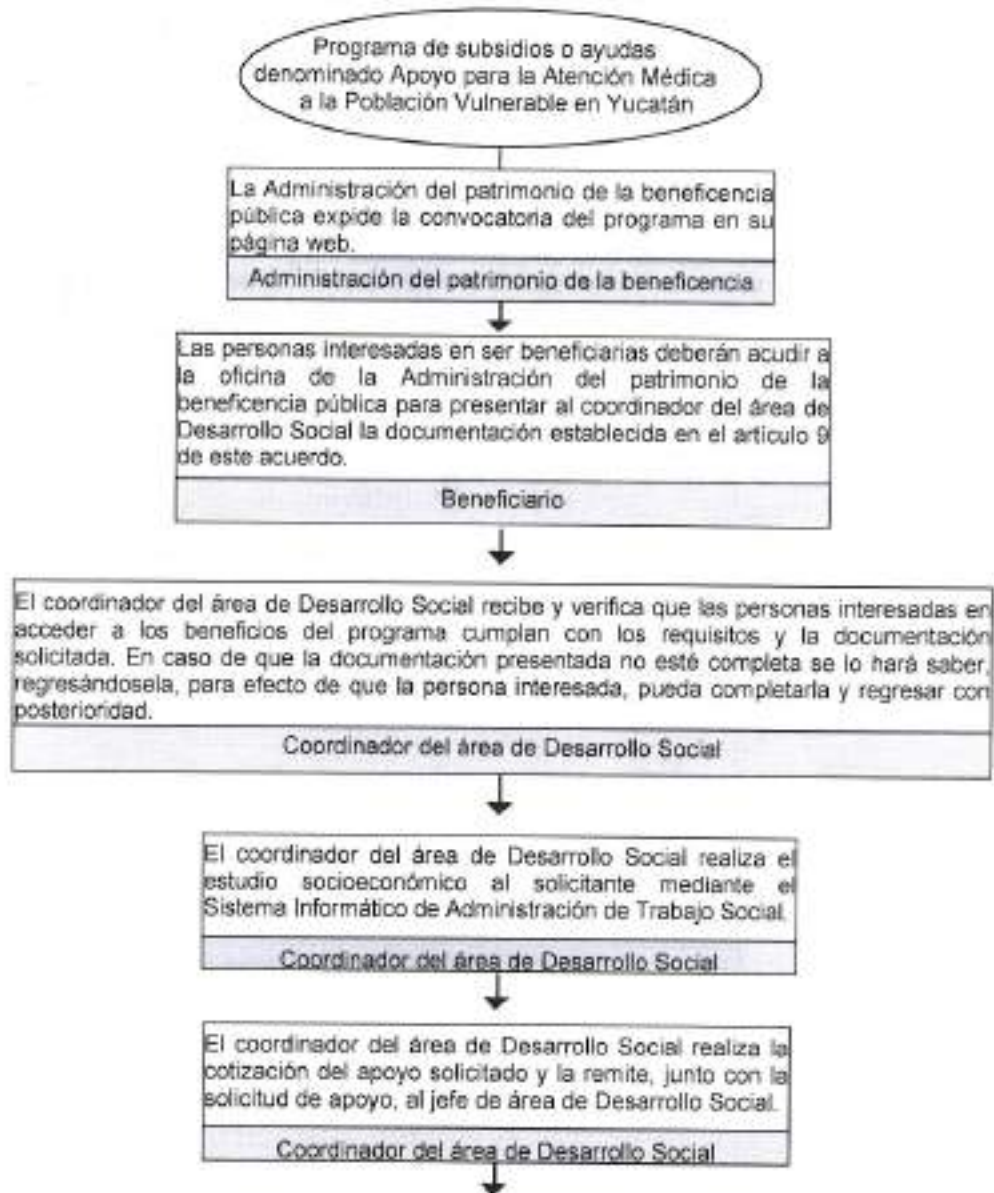 Programa de subsidios o ayudas
denominado Apoyo para la Atención Médica
a la Población Vulnerable en Yucatán
La Administración del patrimonio de la beneficencia
pública expide la convocatoria del programa en su
página web.
Administración del patrimonio de la beneficencia
Las personas interesadas en ser beneficiarias deberán acudir a
la oficina de la Administración del patrimonio de la
beneficencia pública para presentar al coordinador del área de
Desarrollo Social la documentación establecida en el artículo 9
de este acuerdo.
Beneficiario
El coordinador del área de Desarrollo Social recibe y verifica que las personas interesadas en
acceder a los beneficios del programa cumplan con los requisitos y la documentación
solicitada. En caso de que la documentación presentada no esté completa se lo hará saber,
regresándosela, para efecto de que la persona interesada, pueda completarla y regresar con
posterioridad.
Coordinador del área de Desarrollo Social
El coordinador del área de Desarrollo Social realiza el
estudio socioeconómico al solicitante mediante el
Sistema Informático de Administración de Trabajo Social.
Coordinador del área de Desarrollo Social
El coordinador del área de Desarrollo Social realiza la
cotización del apoyo solicitado y la remite, junto con la
solicitud de apoyo, al jefe de área de Desarrollo Social.
Coordinador del área de Desarrollo Social